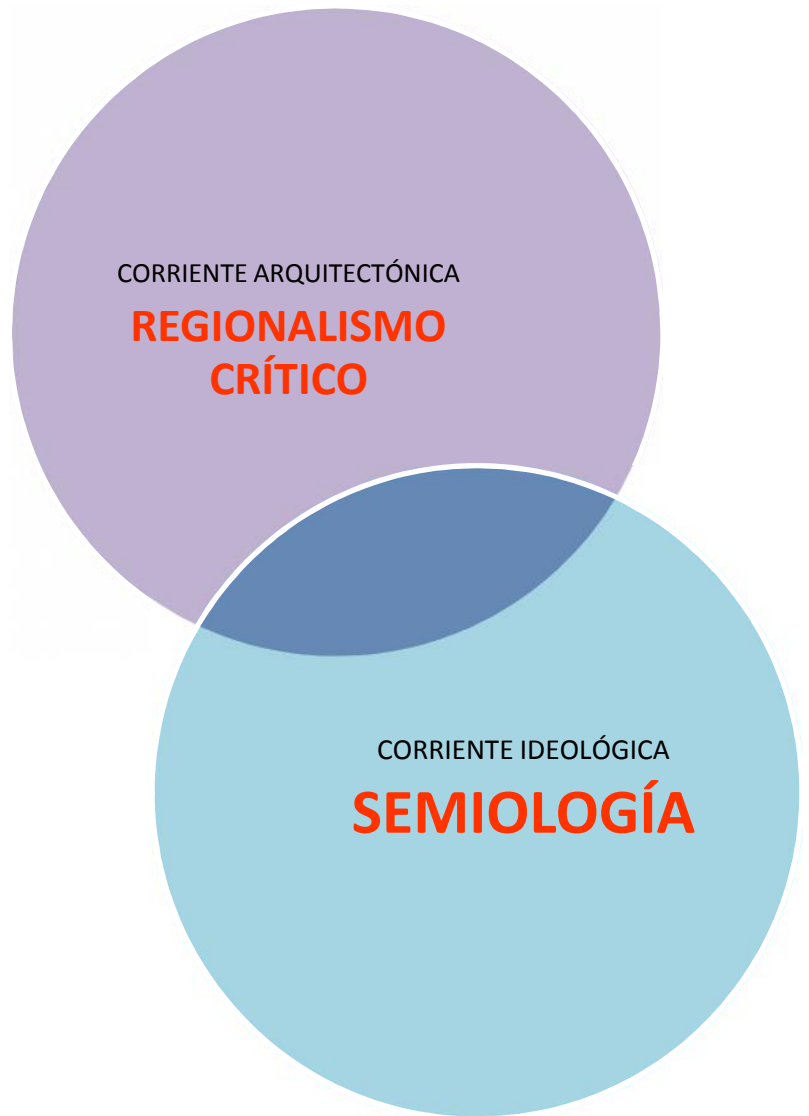 CORRIENTE ARQUITECTÓNICA
REGIONALISMO
CRÍTICO
CORRIENTE IDEOLÓGICA
SEMIOLOGÍA